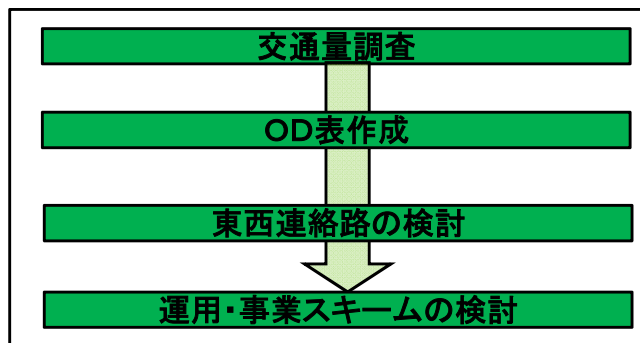 交通量調査
OD表作成
東西連絡路の検討
運用・事業スキームの検討